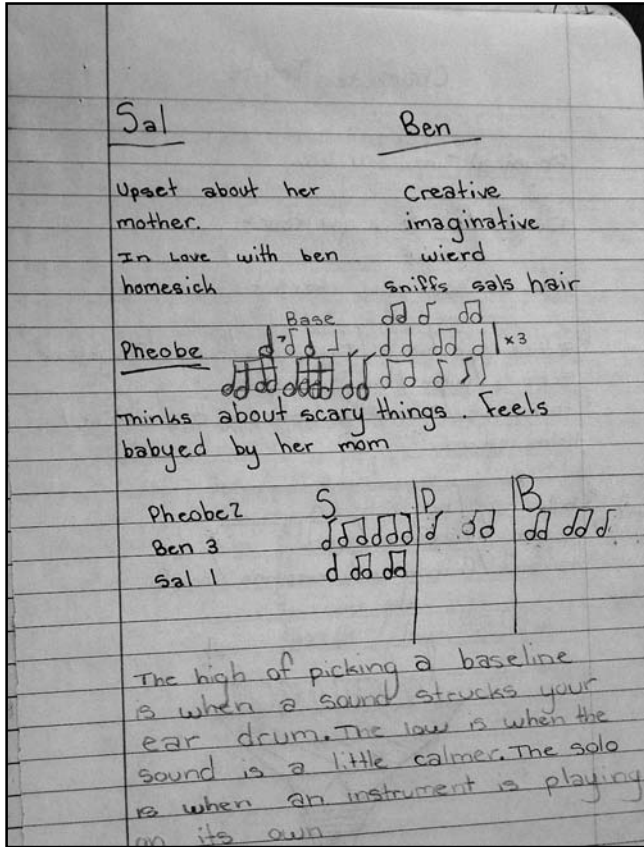 Sal Ben
Upset about her creative
mother. imaginative
In Love with ben wierd
homesick sniffs sals hair
Base
Pheobe x3
Thinks about scary things. Feels
babyed by her mom
S P B
Pheobe 2
Ben 3
Sal 1
The high of picking a baseline
is when a sound strucks your
ear drum. The low is when the
sound is a little calmer. The solo
is when an instrument is playing
on its own